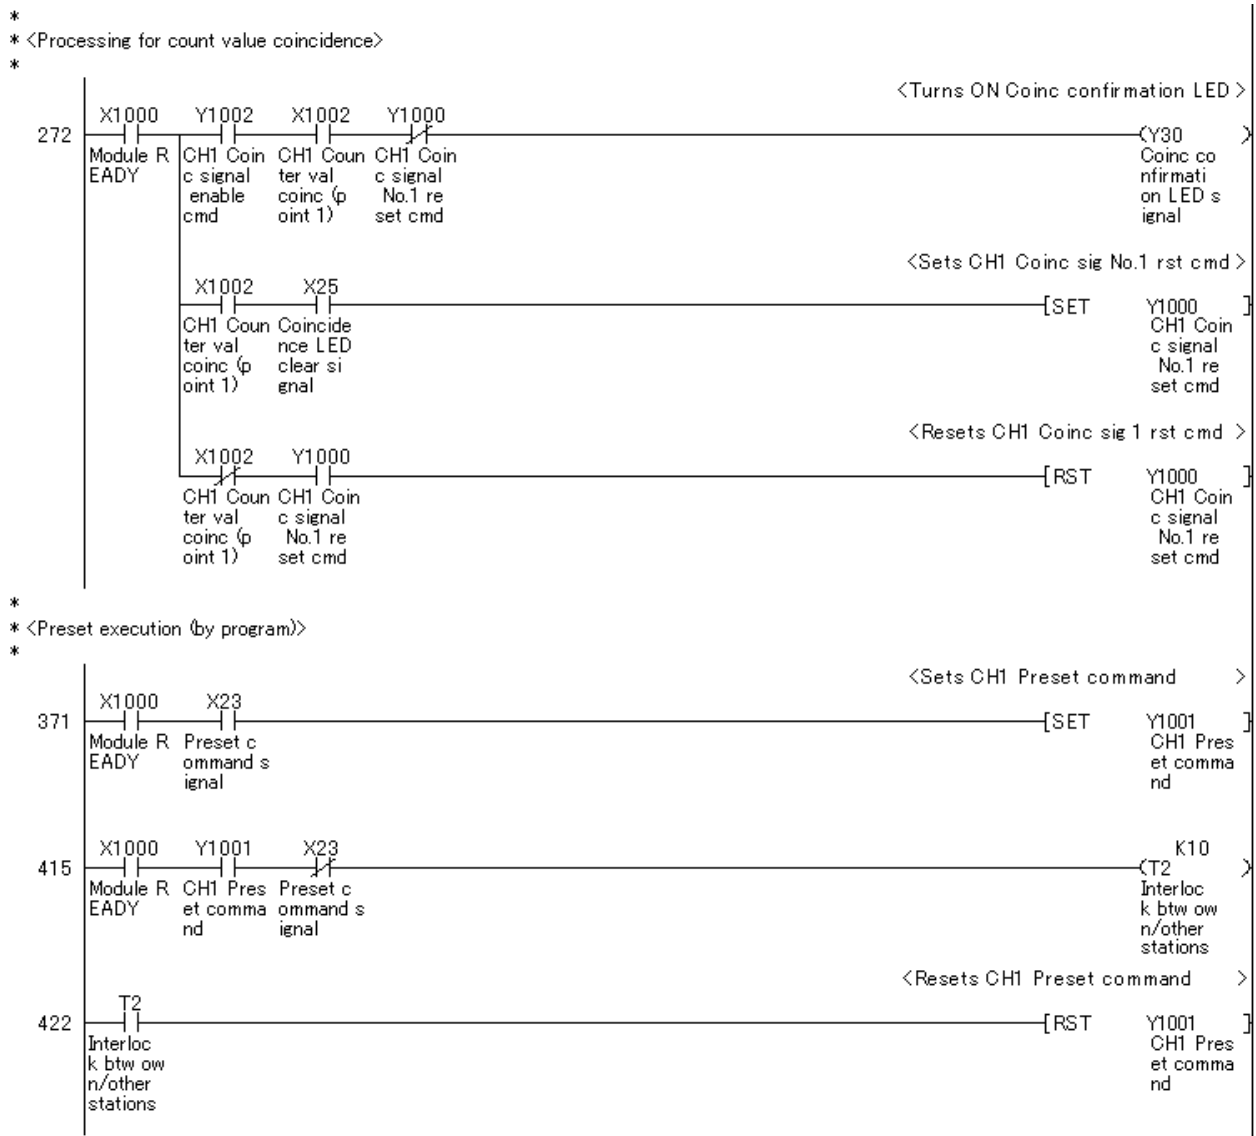 *
* <Processing for count value coincidence>
*
<Turns ON Coinc confirmation LED >
X1000 Y1002 X1002 Y1000
272 (Y30 )
Module R CH1 Coin CH1 Coun CH1 Coin Coinc co
EADY c signal ter val c signal nfirmati
enable coinc (p No.1 re on LED s
cmd oint 1) set cmd ignal
<Sets CH1 Coinc sig No.1 rst cmd >
X1002 X25
[SET Y1000 ]
CH1 Coun Coincide CH1 Coin
ter val nce LED c signal
coinc (p clear si No.1 re
oint 1) gnal set cmd
<Resets CH1 Coinc sig 1 rst cmd >
X1002 Y1000
[RST Y1000 ]
CH1 Coun CH1 Coin CH1 Coin
ter val c signal c signal
coinc (p No.1 re No.1 re
oint 1) set cmd set cmd
*
* <Preset execution (by program)>
*
<Sets CH1 Preset command >
X1000 X23
371 [SET Y1001 ]
Module R Preset c CH1 Pres
EADY ommand s et comma
ignal nd
X1000 Y1001 X23 K10
415 (T2 )
Module R CH1 Pres Preset c Interloc
EADY et comma ommand s k btw ow
nd ignal n/other
stations
<Resets CH1 Preset command >
T2
422 [RST Y1001 ]
Interloc CH1 Pres
k btw ow et comma
n/other nd
stations